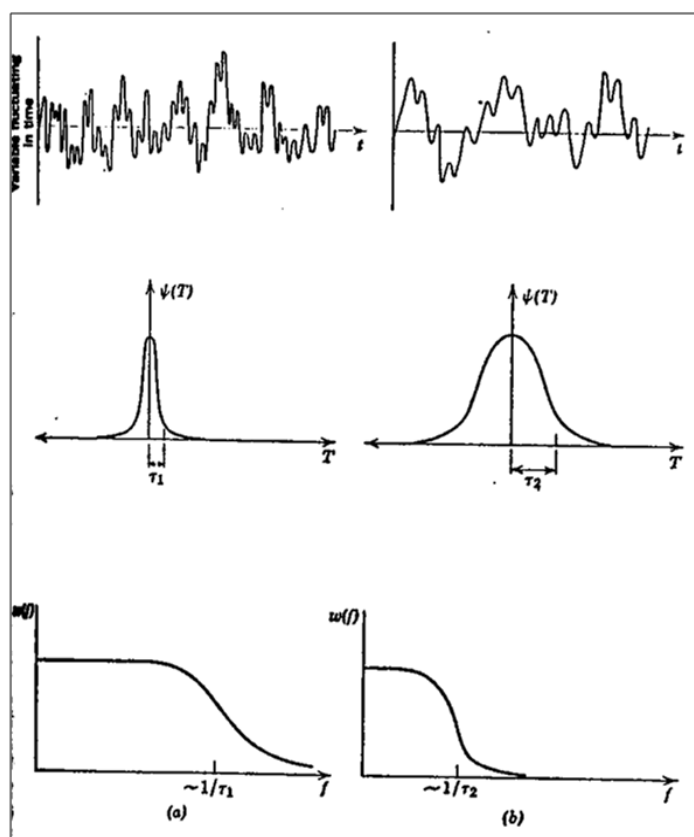 Variable fluctuating
in time
t
t
ψ(T)
ψ(T)
T
T
τ₁
τ₂
w(f)
w(f)
~1/τ₁
f
~1/τ₂
f
(a)
(b)